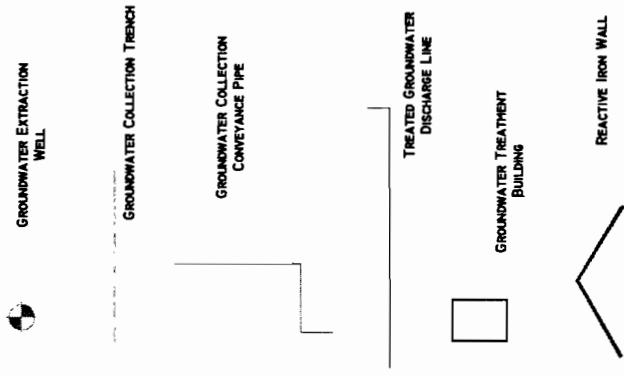 GROUNDWATER EXTRACTION
WELL
GROUNDWATER COLLECTION TRENCH
GROUNDWATER COLLECTION
CONVEYANCE PIPE
TREATED GROUNDWATER
DISCHARGE LINE
GROUNDWATER TREATMENT
BUILDING
REACTIVE IRON WALL